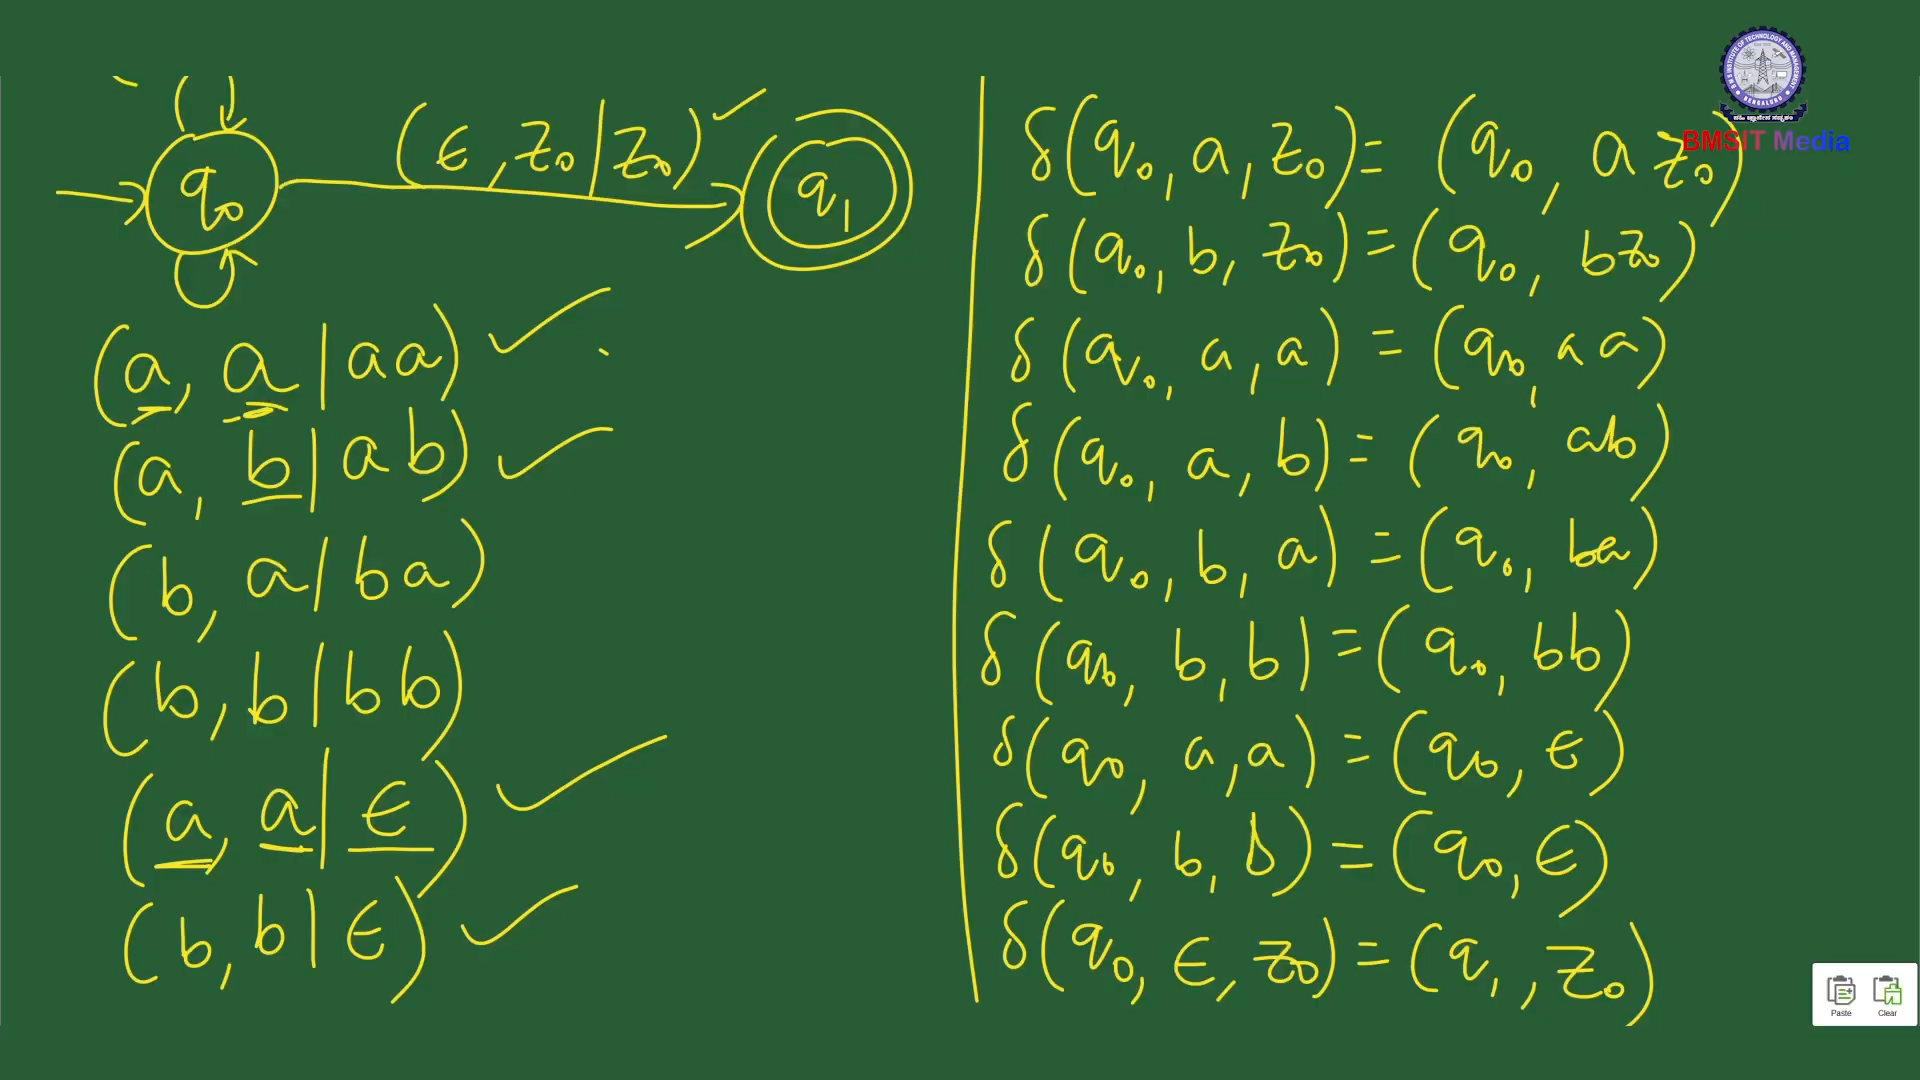 (ε, z₀ | z₀)
q₀
q₁
(a, a | aa)
(a, b | ab)
(b, a | ba)
(b, b | bb)
(a, a | ε)
(b, b | ε)
δ(q₀, a, z₀) = (q₀, a z₀)
δ(q₀, b, z₀) = (q₀, b z₀)
δ(q₀, a, a) = (q₀, aa)
δ(q₀, a, b) = (q₀, ab)
δ(q₀, b, a) = (q₀, ba)
δ(q₀, b, b) = (q₀, bb)
δ(q₀, a, a) = (q₀, ε)
δ(q₀, b, b) = (q₀, ε)
δ(q₀, ε, z₀) = (q₁, z₀)
BMSIT Media
Paste
Clear